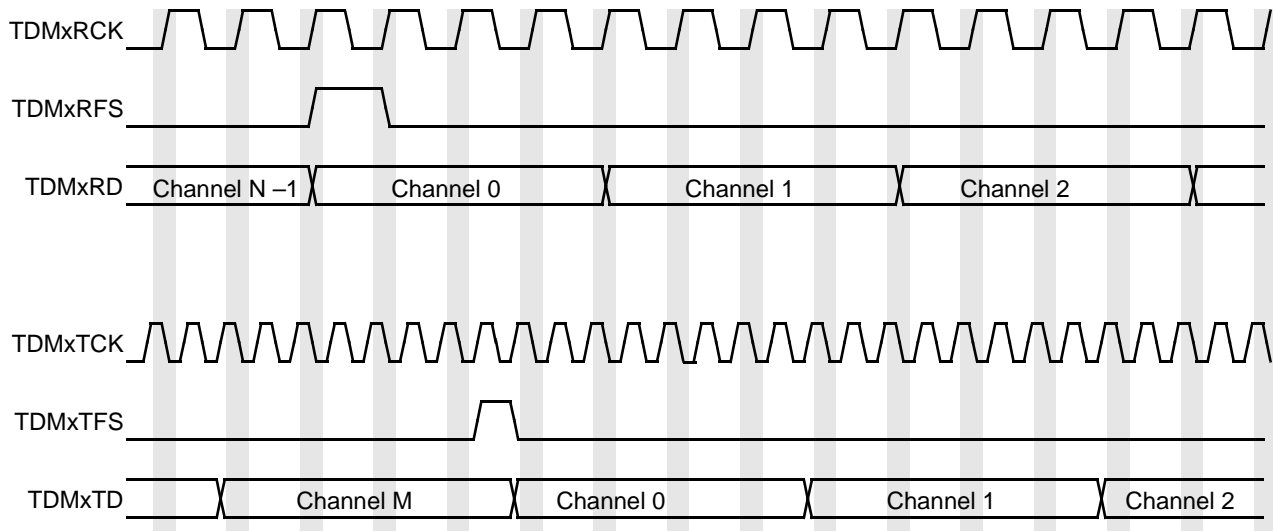 TDMxRCK
TDMxRFS
TDMxRD Channel N –1 Channel 0 Channel 1 Channel 2
TDMxTCK
TDMxTFS
TDMxTD Channel M Channel 0 Channel 1 Channel 2